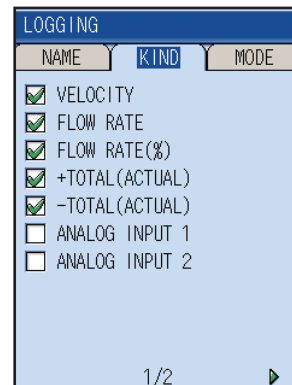 LOGGING
NAME KIND MODE
VELOCITY
FLOW RATE
FLOW RATE(%)
+TOTAL(ACTUAL)
-TOTAL(ACTUAL)
ANALOG INPUT 1
ANALOG INPUT 2
1/2